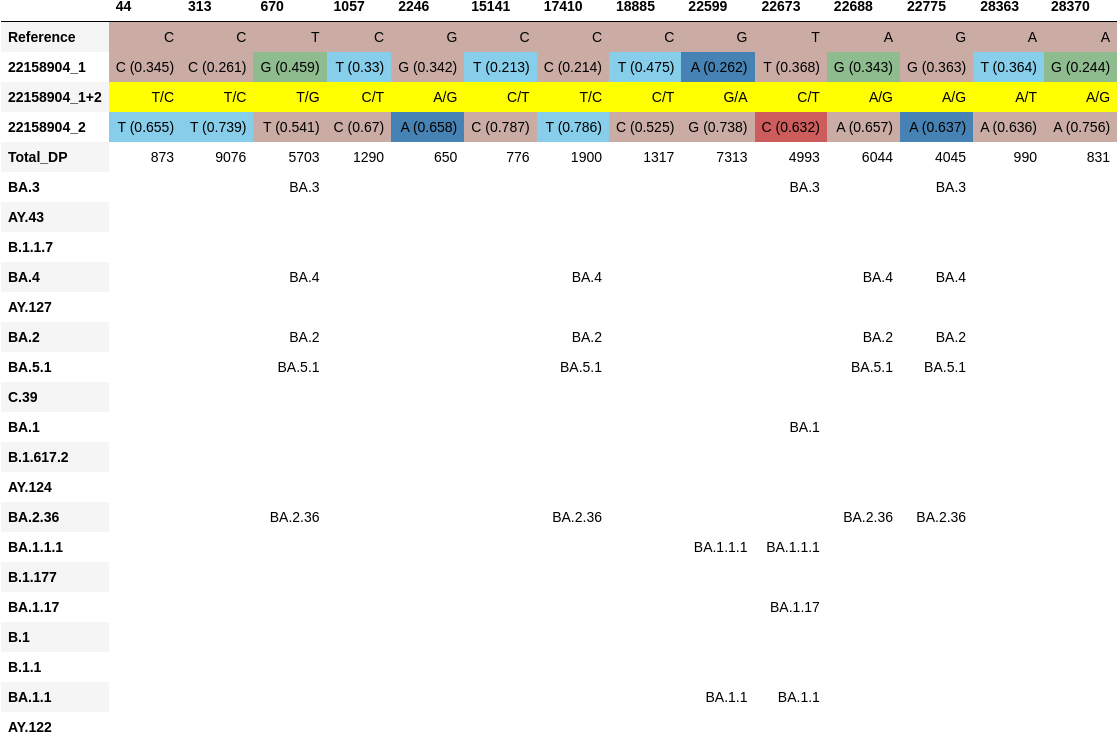 44 313 670 1057 2246 15141 17410 18885 22599 22673 22688 22775 28363 28370
Reference C C T C G C C C G T A G A A
22158904_1 C (0.345) C (0.261) G (0.459) T (0.33) G (0.342) T (0.213) C (0.214) T (0.475) A (0.262) T (0.368) G (0.343) G (0.363) T (0.364) G (0.244)
22158904_1+2 T/C T/C T/G C/T A/G C/T T/C C/T G/A C/T A/G A/G A/T A/G
22158904_2 T (0.655) T (0.739) T (0.541) C (0.67) A (0.658) C (0.787) T (0.786) C (0.525) G (0.738) C (0.632) A (0.657) A (0.637) A (0.636) A (0.756)
Total_DP 873 9076 5703 1290 650 776 1900 1317 7313 4993 6044 4045 990 831
BA.3 BA.3 BA.3 BA.3
AY.43
B.1.1.7
BA.4 BA.4 BA.4 BA.4 BA.4
AY.127
BA.2 BA.2 BA.2 BA.2 BA.2
BA.5.1 BA.5.1 BA.5.1 BA.5.1 BA.5.1
C.39
BA.1 BA.1
B.1.617.2
AY.124
BA.2.36 BA.2.36 BA.2.36 BA.2.36 BA.2.36
BA.1.1.1 BA.1.1.1 BA.1.1.1
B.1.177
BA.1.17 BA.1.17
B.1
B.1.1
BA.1.1 BA.1.1 BA.1.1
AY.122